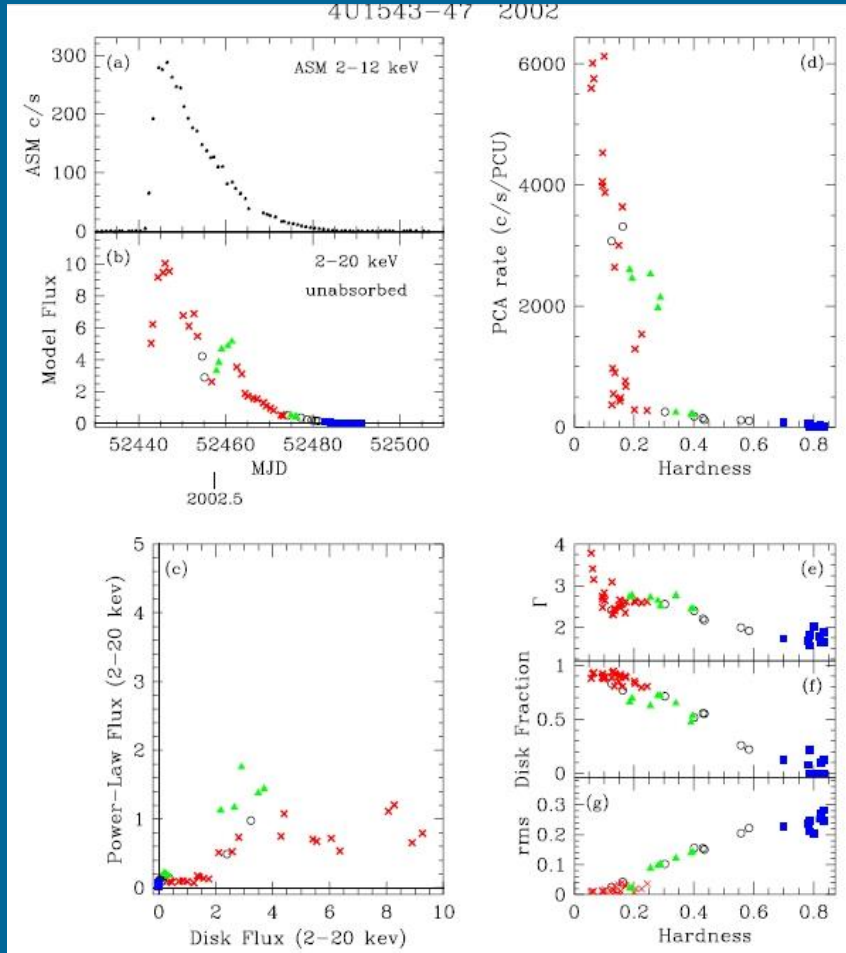 4U1543-47 2002
(a)
ASM 2-12 keV
300
200
100
0
ASM c/s
(b)
2-20 keV
unabsorbed
10
8
6
4
2
0
Model Flux
52440 52460 52480 52500
MJD
2002.5
(d)
6000
4000
2000
0
PCA rate (c/s/PCU)
0 0.2 0.4 0.6 0.8
Hardness
(c)
5
4
3
2
1
0
Power-Law Flux (2-20 keV)
0 2 4 6 8 10
Disk Flux (2-20 keV)
(e)
4
3
2
Γ
(f)
1
0.5
0
Disk Fraction
(g)
0.3
0.2
0.1
0
rms
0 0.2 0.4 0.6 0.8
Hardness